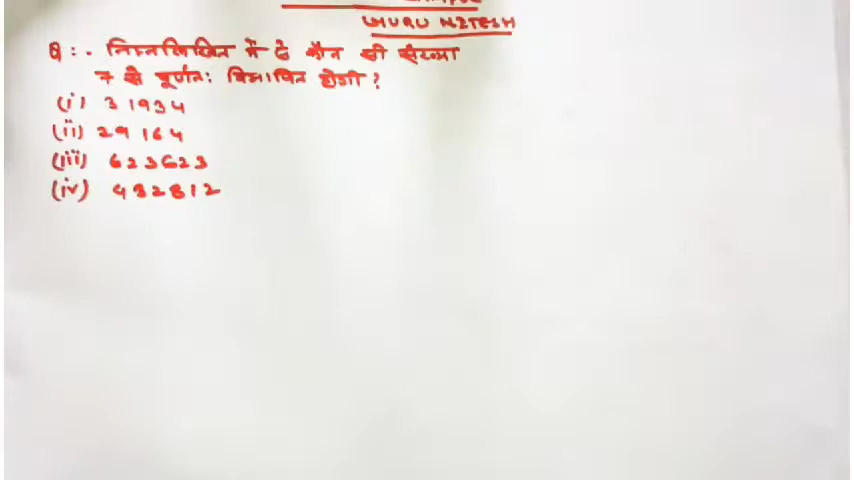 GURU NITESH
Q:. निम्नलिखित में से कौन सी संख्या
7 से पूर्णत: विभाजित होगी?
(i) 31934
(ii) 29164
(iii) 623623
(iv) 432812